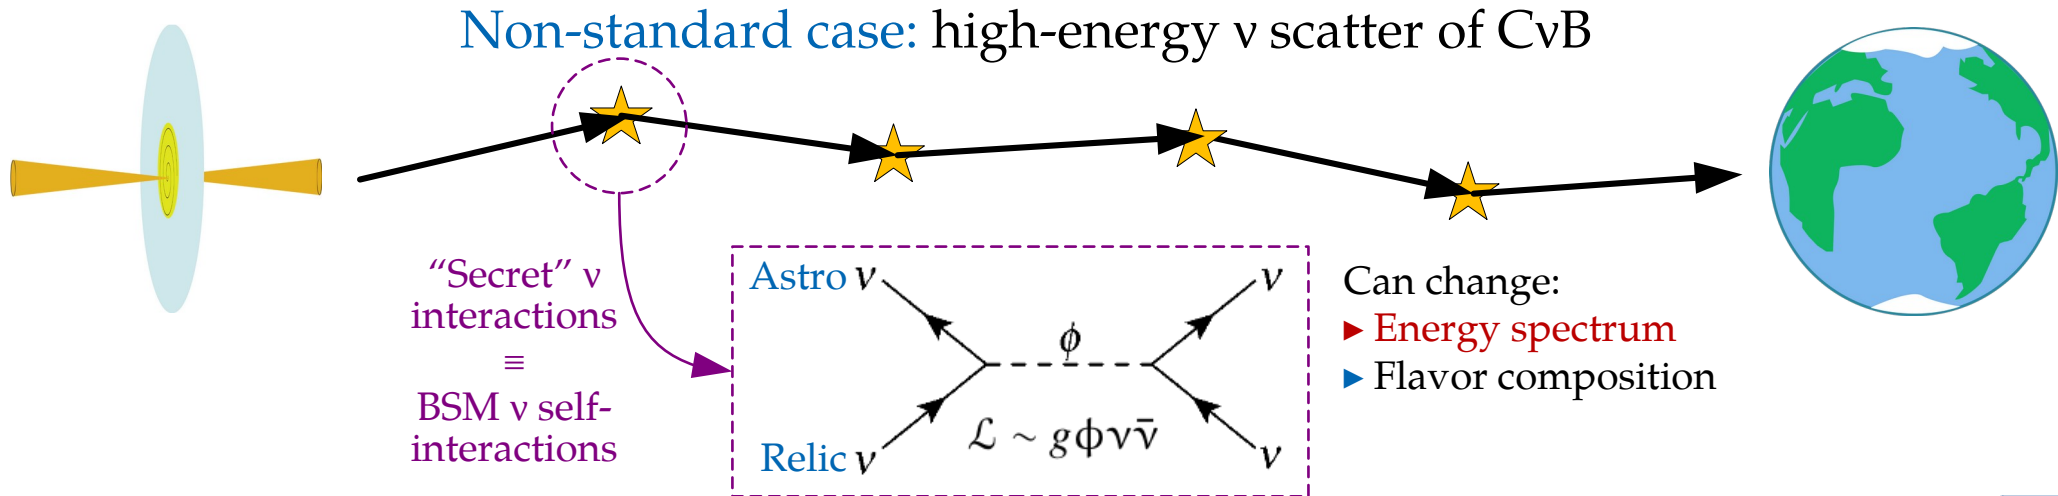 Non-standard case: high-energy ν scatter of CνB
“Secret” ν
interactions
≡
BSM ν self-
interactions
Astro ν
ν
ϕ
ℒ ~ gϕνν̄
Relic ν
ν
Can change:
► Energy spectrum
► Flavor composition